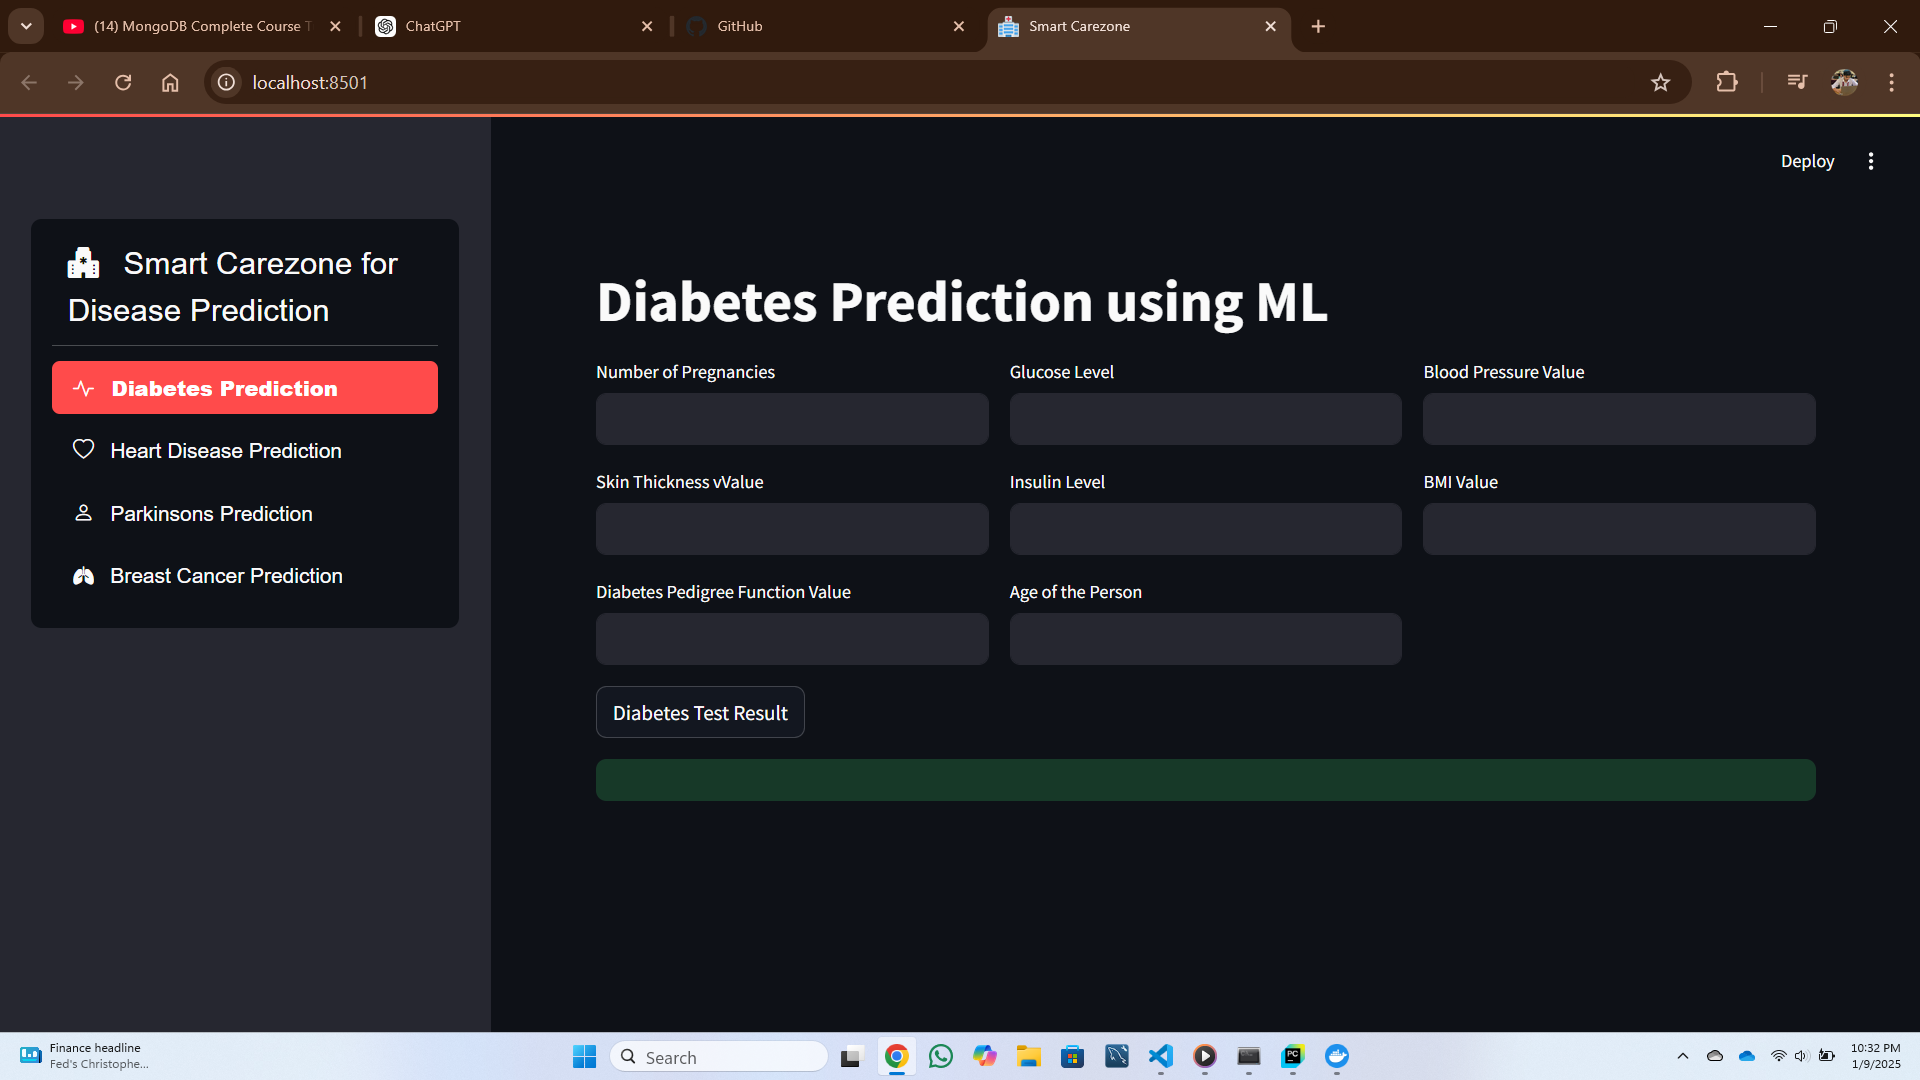 (14) MongoDB Complete Course T
ChatGPT
GitHub
Smart Carezone
localhost:8501
Deploy
Smart Carezone for
Disease Prediction
Diabetes Prediction
Heart Disease Prediction
Parkinsons Prediction
Breast Cancer Prediction
Diabetes Prediction using ML
Number of Pregnancies
Glucose Level
Blood Pressure Value
Skin Thickness vValue
Insulin Level
BMI Value
Diabetes Pedigree Function Value
Age of the Person
Diabetes Test Result
Finance headline
Fed's Christophe...
Search
PC
10:32 PM
1/9/2025